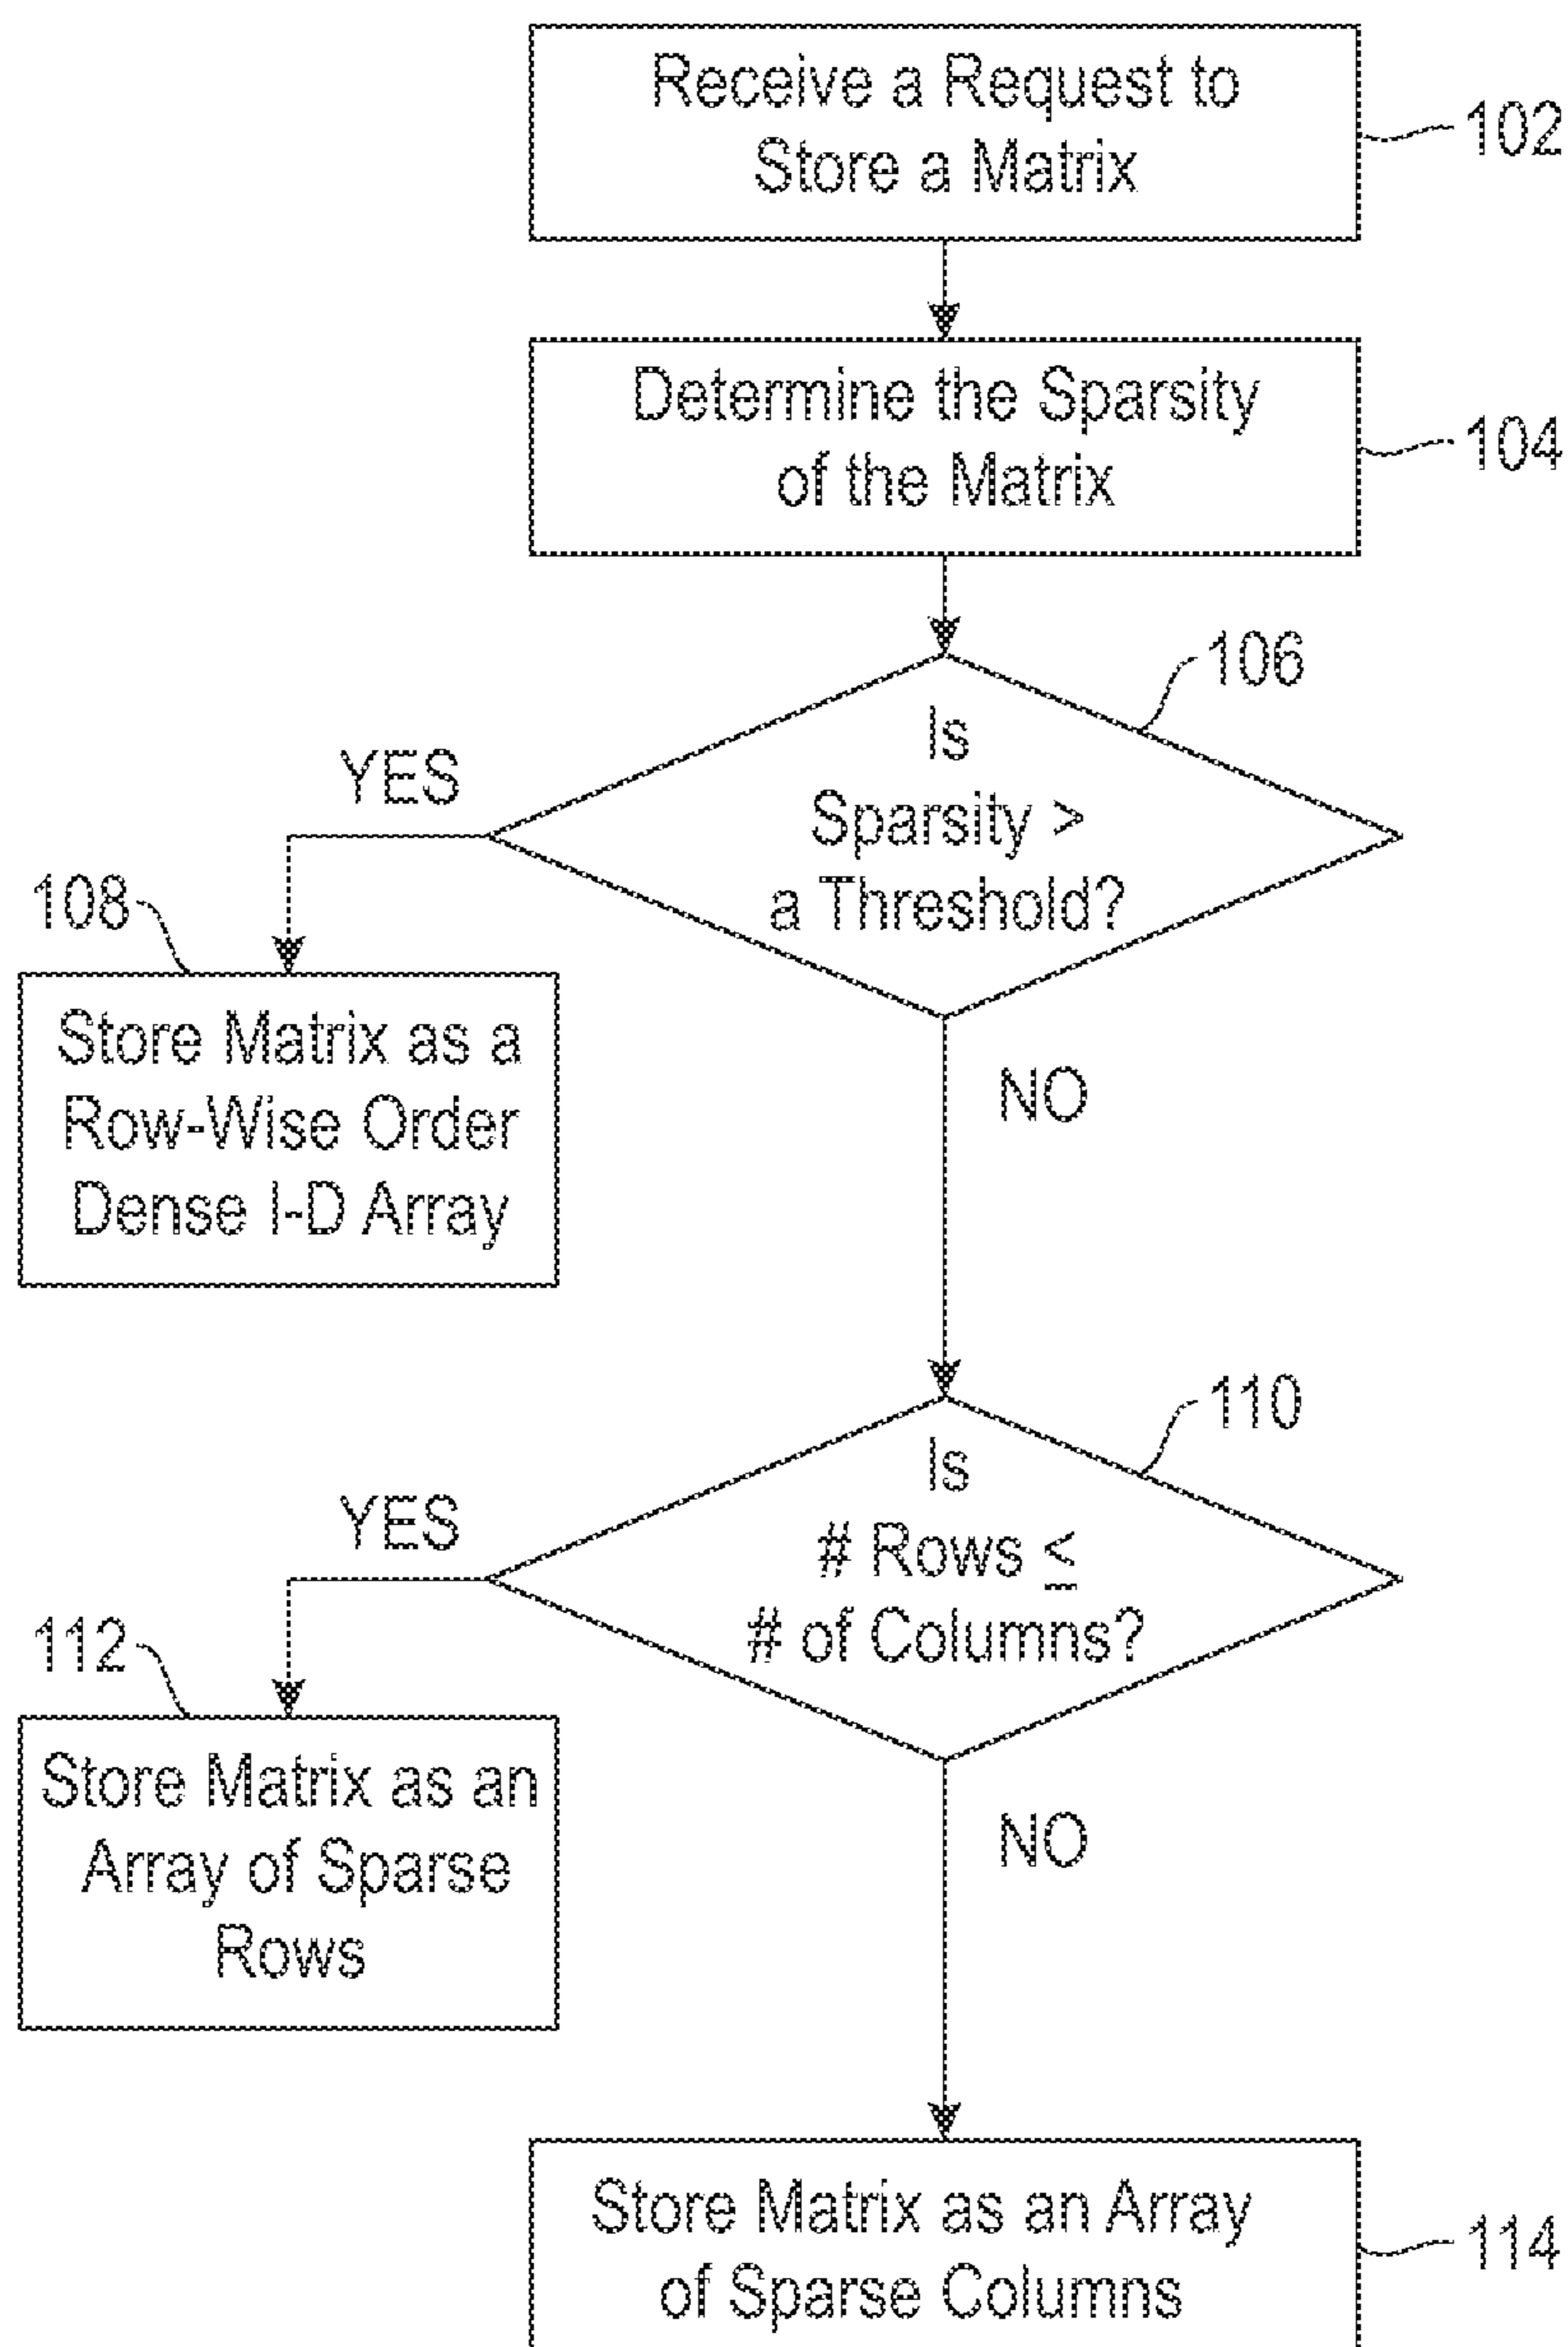 Receive a Request to
Store a Matrix
102
Determine the Sparsity
of the Matrix
104
106
Is
Sparsity >
a Threshold?
YES
108
Store Matrix as a
Row-Wise Order
Dense I-D Array
NO
110
Is
# Rows ≤
# of Columns?
YES
112
Store Matrix as an
Array of Sparse
Rows
NO
Store Matrix as an Array
of Sparse Columns
114